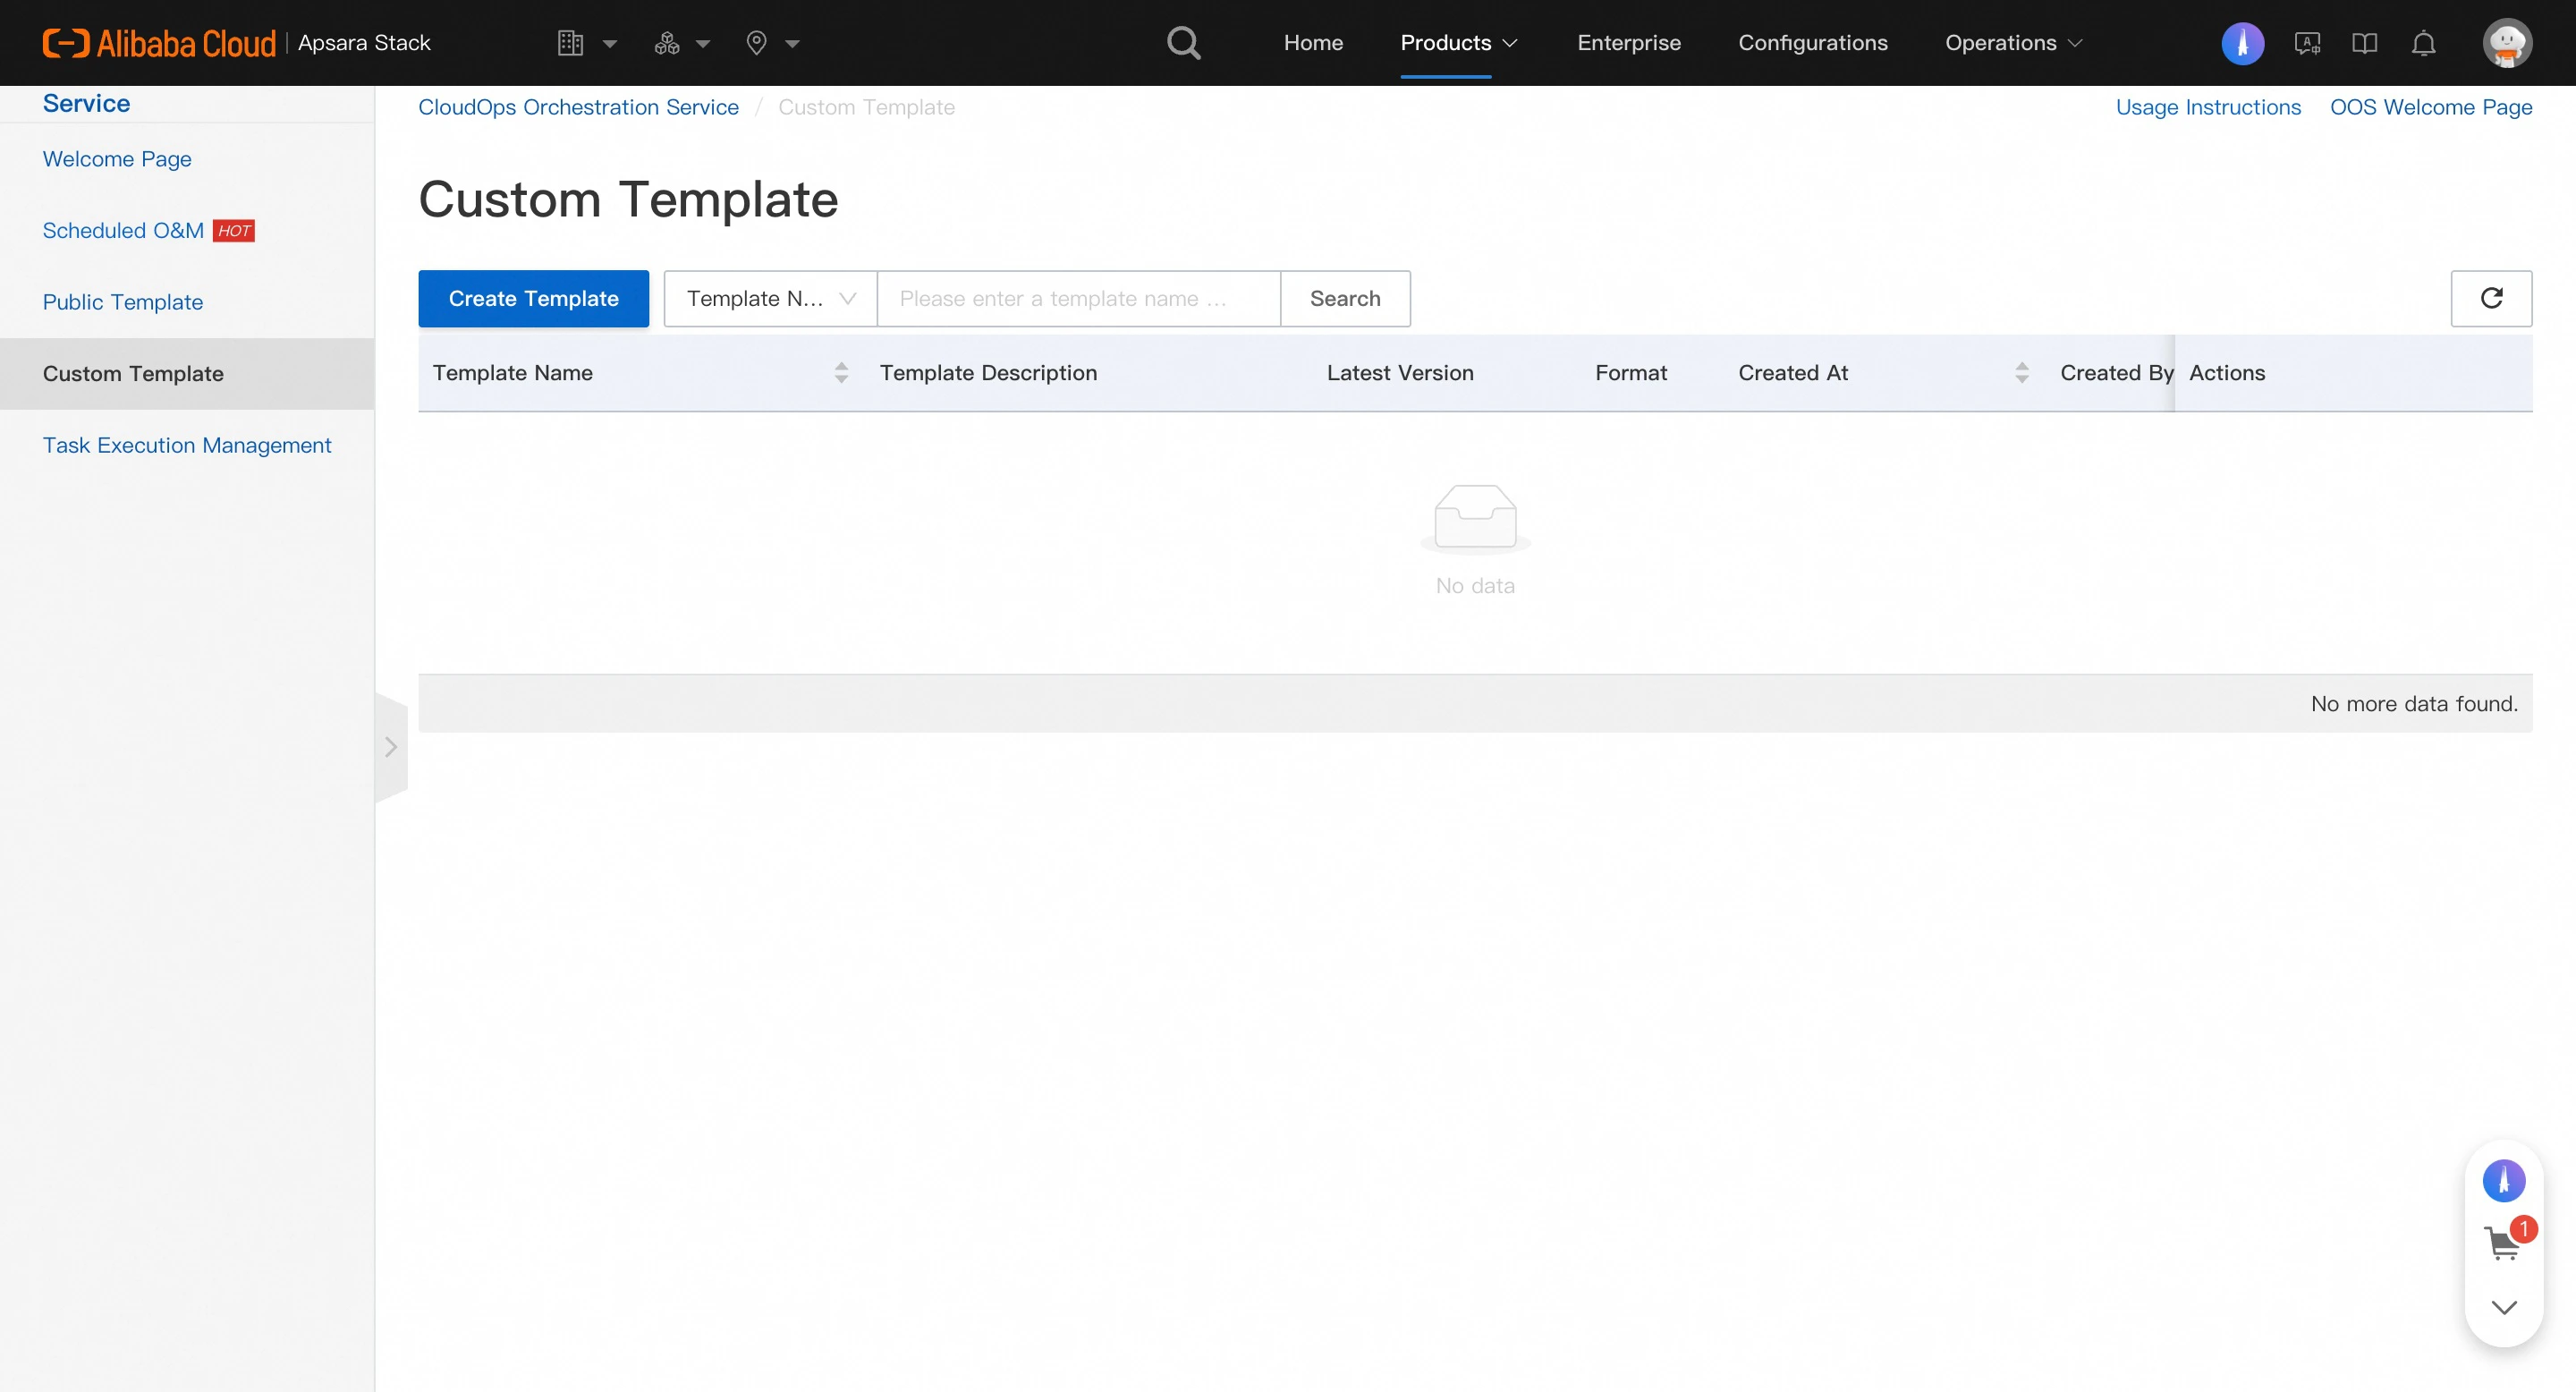 Alibaba Cloud | Apsara Stack
Home
Products
Enterprise
Configurations
Operations
Service
Welcome Page
Scheduled O&M HOT
Public Template
Custom Template
Task Execution Management
CloudOps Orchestration Service / Custom Template
Usage Instructions
OOS Welcome Page
Custom Template
Create Template
Template N...
Please enter a template name ...
Search
Template Name
Template Description
Latest Version
Format
Created At
Created By
Actions
No data
No more data found.
1